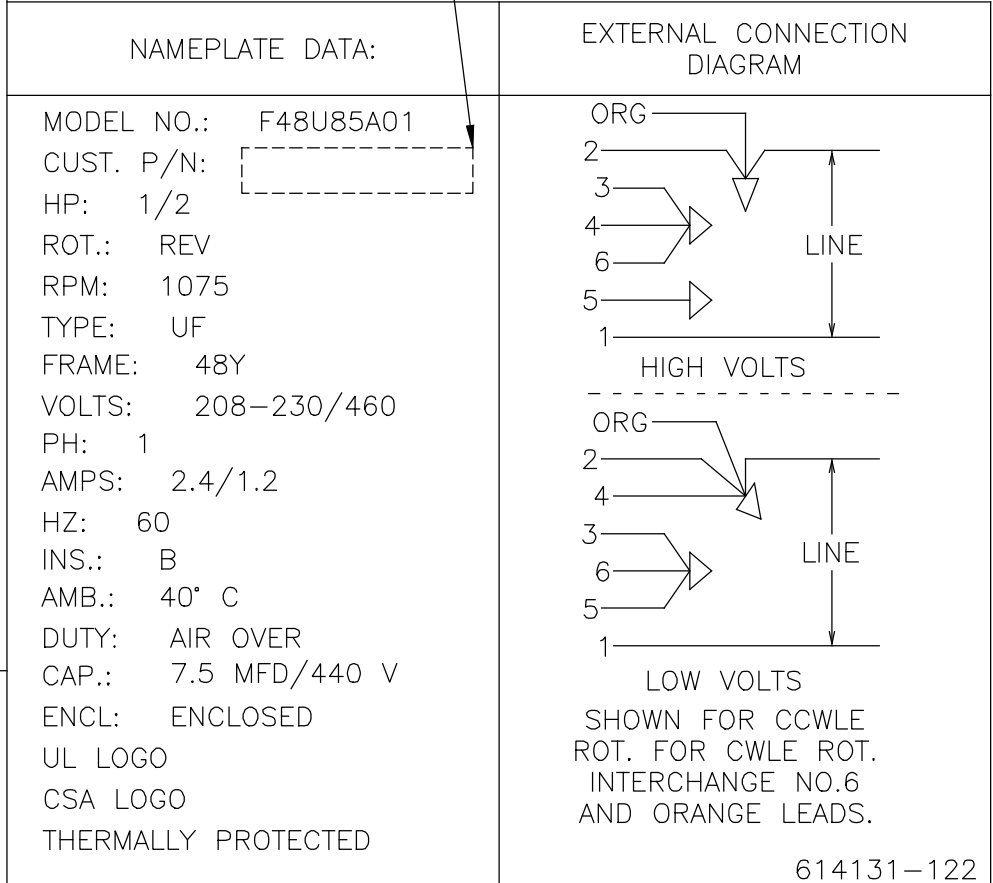 NAMEPLATE DATA:
MODEL NO.: F48U85A01
CUST. P/N:
HP: 1/2
ROT.: REV
RPM: 1075
TYPE: UF
FRAME: 48Y
VOLTS: 208-230/460
PH: 1
AMPS: 2.4/1.2
HZ: 60
INS.: B
AMB.: 40° C
DUTY: AIR OVER
CAP.: 7.5 MFD/440 V
ENCL: ENCLOSED
UL LOGO
CSA LOGO
THERMALLY PROTECTED
EXTERNAL CONNECTION
DIAGRAM
ORG
2
3
4
6
5
1
LINE
HIGH VOLTS
ORG
2
4
3
6
5
1
LINE
LOW VOLTS
SHOWN FOR CCWLE
ROT. FOR CWLE ROT.
INTERCHANGE NO.6
AND ORANGE LEADS.
614131-122